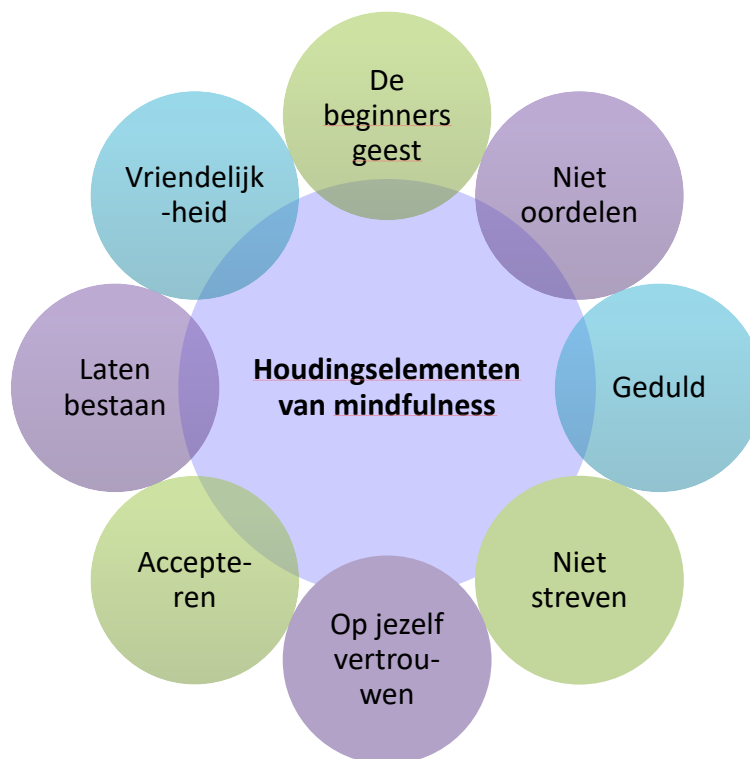 De
beginners
geest
Niet
oordelen
Geduld
Niet
streven
Op jezelf
vertrou-
wen
Accepte-
ren
Laten
bestaan
Vriendelijk
-heid
Houdingselementen
van mindfulness